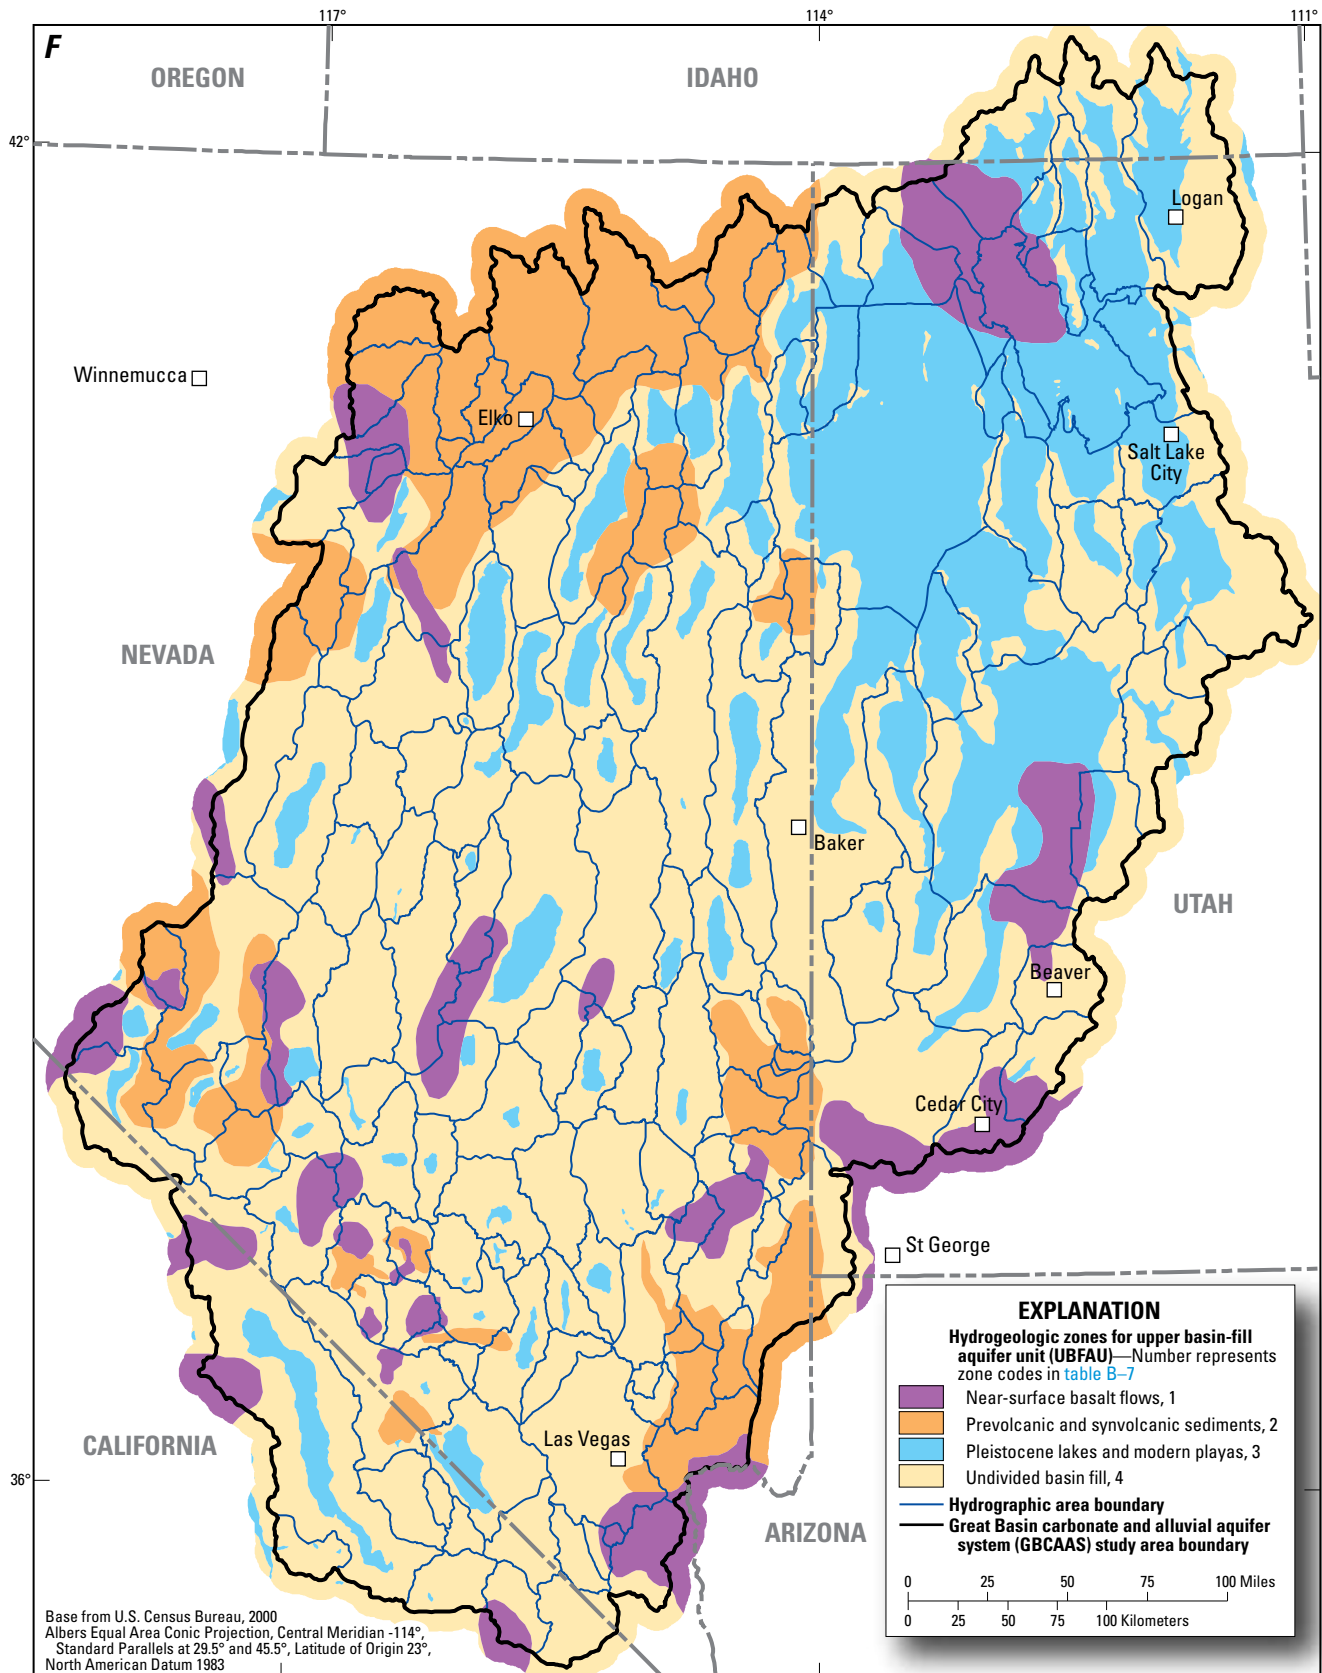 117°
114°
111°
F
OREGON
IDAHO
42°
Logan
Winnemucca
Elko
Salt Lake
City
NEVADA
Baker
UTAH
Beaver
Cedar City
St George
EXPLANATION
Hydrogeologic zones for upper basin-fill
aquifer unit (UBFAU)—Number represents
zone codes in table B–7
Near-surface basalt flows, 1
Prevolcanic and synvolcanic sediments, 2
Pleistocene lakes and modern playas, 3
Undivided basin fill, 4
Hydrographic area boundary
Great Basin carbonate and alluvial aquifer
system (GBCAAS) study area boundary
0 25 50 75 100 Miles
0 25 50 75 100 Kilometers
CALIFORNIA
Las Vegas
36°
ARIZONA
Base from U.S. Census Bureau, 2000
Albers Equal Area Conic Projection, Central Meridian -114°,
Standard Parallels at 29.5° and 45.5°, Latitude of Origin 23°,
North American Datum 1983